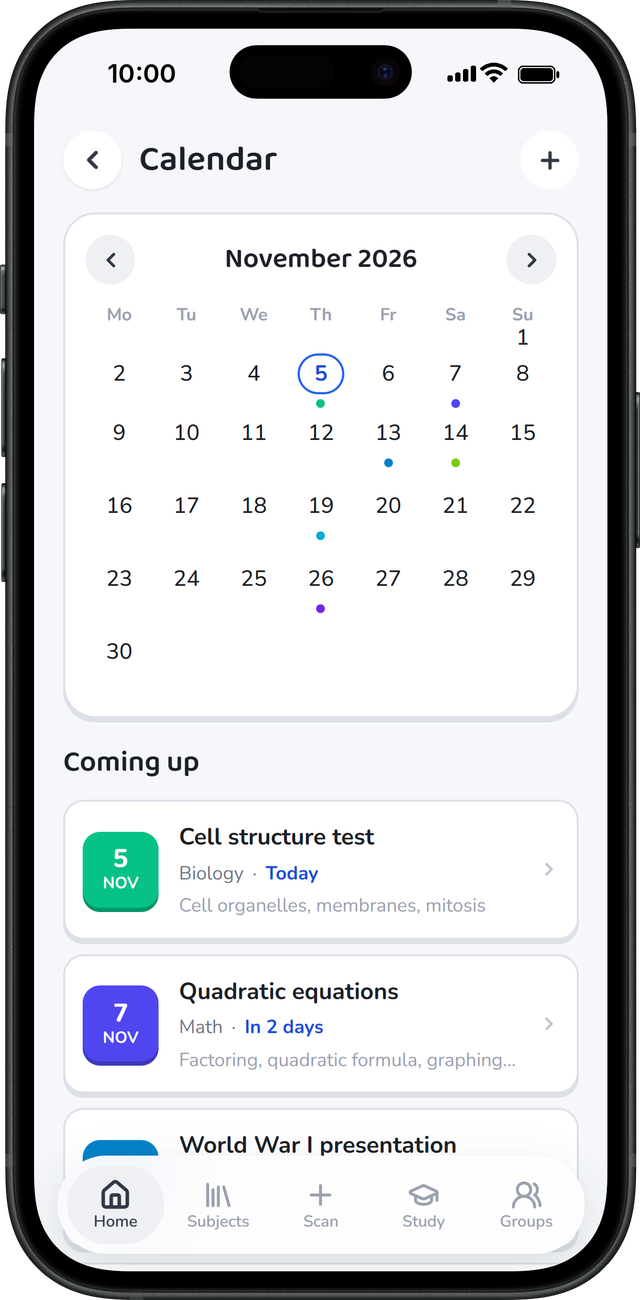 10:00
Calendar
November 2026
Mo Tu We Th Fr Sa Su
1
2 3 4 5 6 7 8
9 10 11 12 13 14 15
16 17 18 19 20 21 22
23 24 25 26 27 28 29
30
Coming up
5 NOV
Cell structure test
Biology · Today
Cell organelles, membranes, mitosis
7 NOV
Quadratic equations
Math · In 2 days
Factoring, quadratic formula, graphing...
World War I presentation
Home Subjects Scan Study Groups